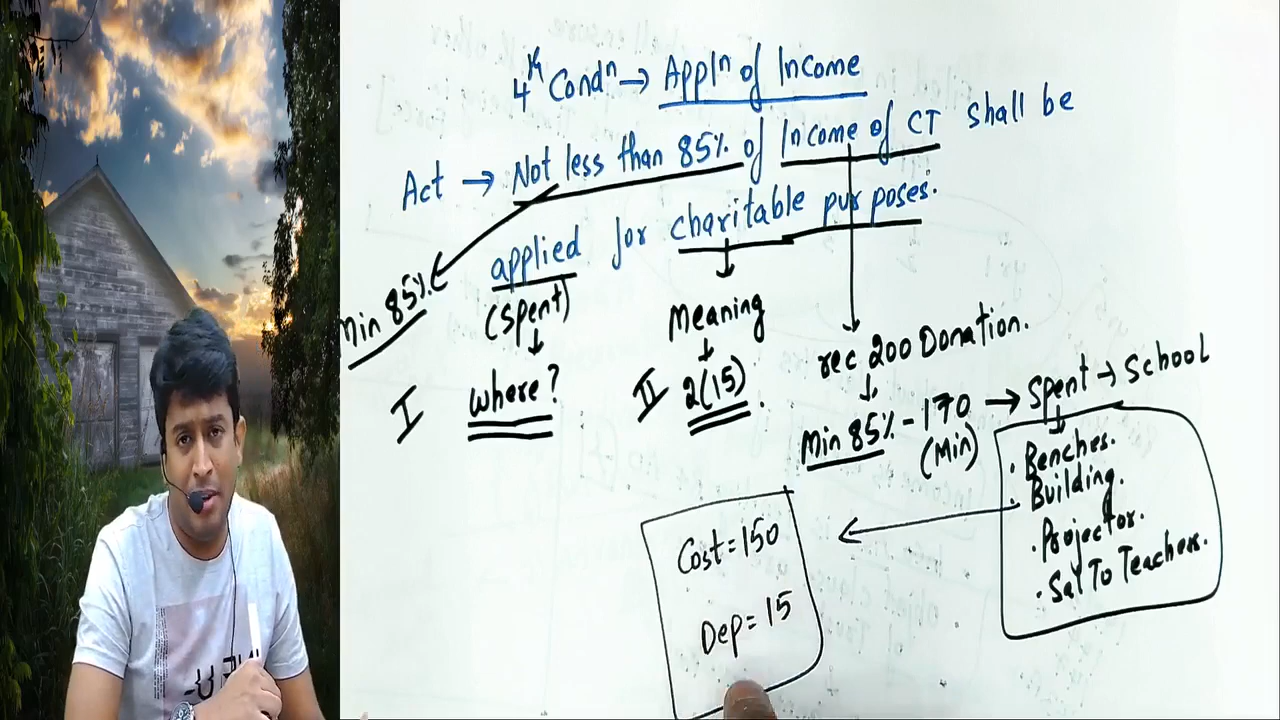 4th Condn → Appln of Income
Act → Not less than 85% of Income of CT shall be
applied for charitable purposes.
Min 85%
(Spent)
Meaning
rec 200 Donation.
I where?
II 2(15).
Min 85% - 170 → Spent → School
(Min)
· Benches.
· Building.
· Projector.
· Sal To Teachers.
Cost = 150
Dep = 15